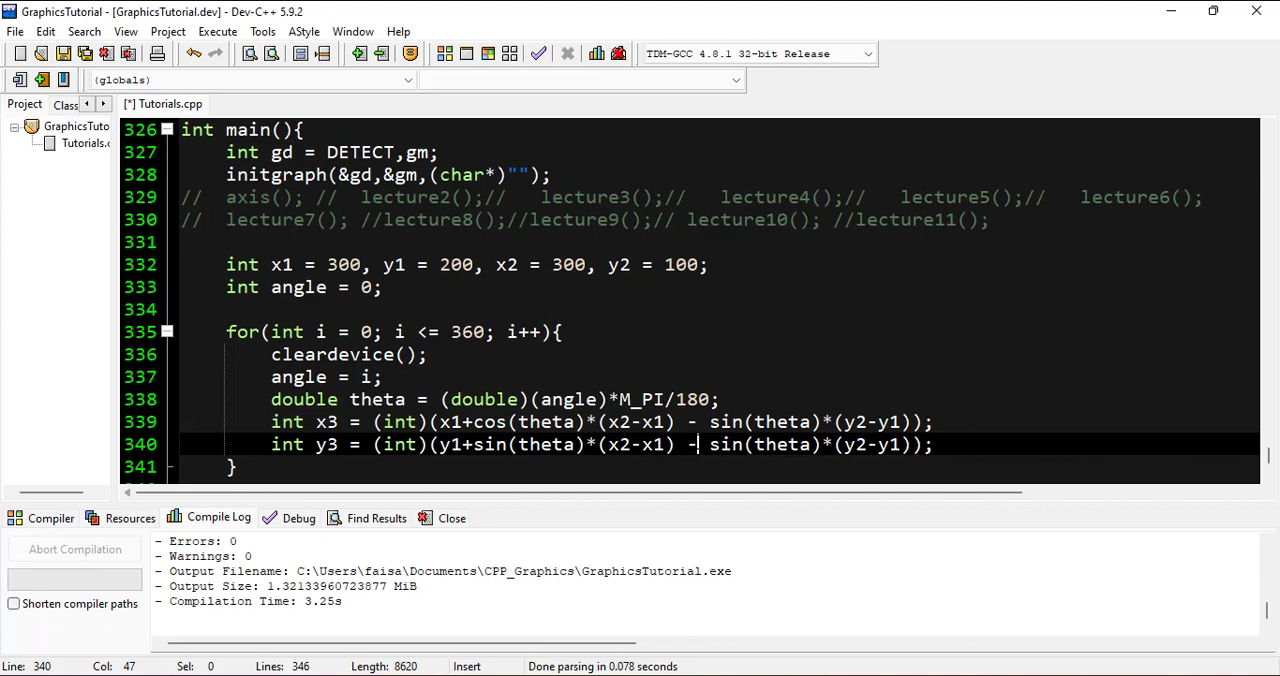 GraphicsTutorial - [GraphicsTutorial.dev] - Dev-C++ 5.9.2
File Edit Search View Project Execute Tools AStyle Window Help
TDM-GCC 4.8.1 32-bit Release
(globals)
Project Class [*] Tutorials.cpp
GraphicsTuto
Tutorials.c
326 int main(){
327 int gd = DETECT,gm;
328 initgraph(&gd,&gm,(char*)"");
329 // axis(); // lecture2();// lecture3();// lecture4();// lecture5();// lecture6();
330 // lecture7(); //lecture8();//lecture9();// lecture10(); //lecture11();
331
332 int x1 = 300, y1 = 200, x2 = 300, y2 = 100;
333 int angle = 0;
334
335 for(int i = 0; i <= 360; i++){
336 cleardevice();
337 angle = i;
338 double theta = (double)(angle)*M_PI/180;
339 int x3 = (int)(x1+cos(theta)*(x2-x1) - sin(theta)*(y2-y1));
340 int y3 = (int)(y1+sin(theta)*(x2-x1) - sin(theta)*(y2-y1));
341 }
Compiler Resources Compile Log Debug Find Results Close
Abort Compilation
Shorten compiler paths
- Errors: 0
- Warnings: 0
- Output Filename: C:\Users\faisa\Documents\CPP_Graphics\GraphicsTutorial.exe
- Output Size: 1.32133960723877 MiB
- Compilation Time: 3.25s
Line: 340 Col: 47 Sel: 0 Lines: 346 Length: 8620 Insert Done parsing in 0.078 seconds